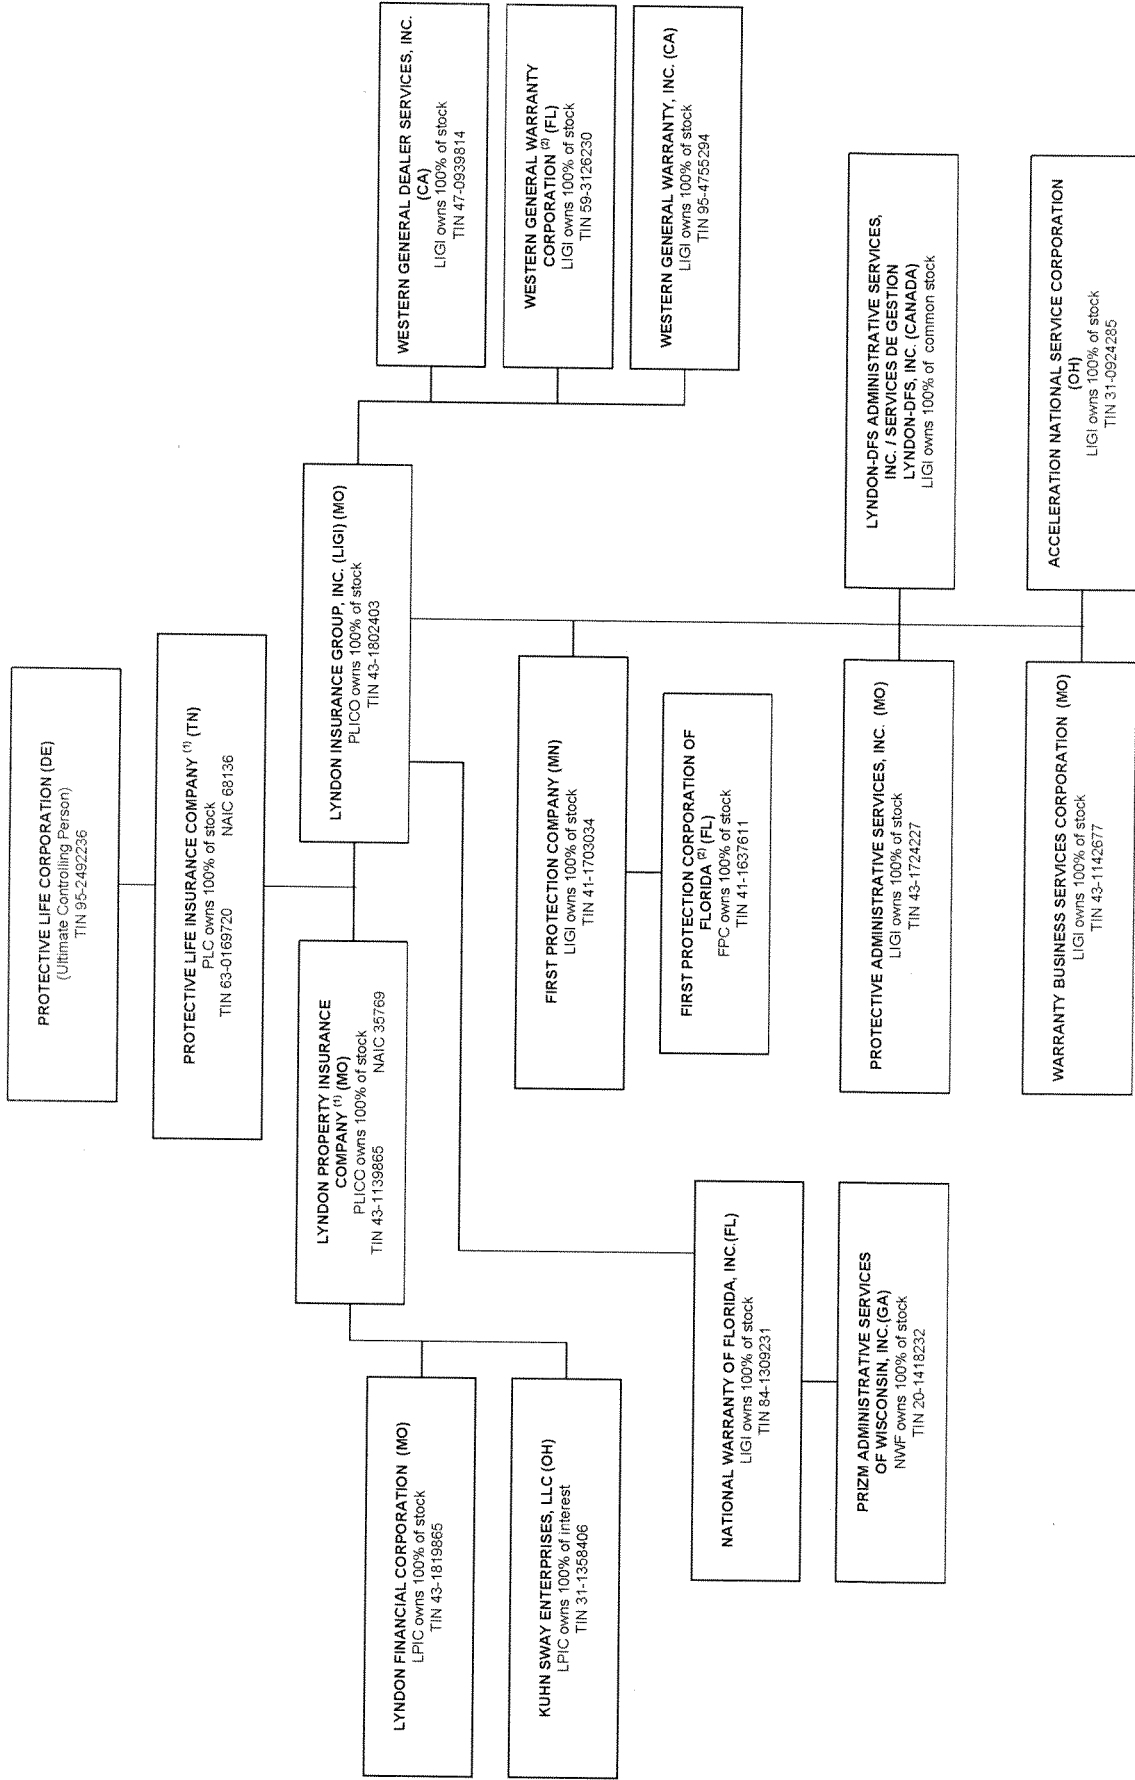 PROTECTIVE LIFE CORPORATION (DE)
(Ultimate Controlling Person)
TIN 95-2492236
PROTECTIVE LIFE INSURANCE COMPANY (1) (TN)
PLC owns 100% of stock
TIN 63-0169720 NAIC 68136
LYNDON PROPERTY INSURANCE
COMPANY (1) (MO)
PLICO owns 100% of stock
TIN 43-1139865 NAIC 35769
LYNDON INSURANCE GROUP, INC. (LIGI) (MO)
PLICO owns 100% of stock
TIN 43-1802403
LYNDON FINANCIAL CORPORATION (MO)
LPIC owns 100% of stock
TIN 43-1819865
KUHN SWAY ENTERPRISES, LLC (OH)
LPIC owns 100% of interest
TIN 31-1358406
WESTERN GENERAL DEALER SERVICES, INC.
(CA)
LIGI owns 100% of stock
TIN 47-0939814
WESTERN GENERAL WARRANTY
CORPORATION (2) (FL)
LIGI owns 100% of stock
TIN 59-3126230
WESTERN GENERAL WARRANTY, INC. (CA)
LIGI owns 100% of stock
TIN 95-4755294
FIRST PROTECTION COMPANY (MN)
LIGI owns 100% of stock
TIN 41-1703034
FIRST PROTECTION CORPORATION OF
FLORIDA (2) (FL)
FPC owns 100% of stock
TIN 41-1637611
NATIONAL WARRANTY OF FLORIDA, INC.(FL)
LIGI owns 100% of stock
TIN 84-1309231
PRIZM ADMINISTRATIVE SERVICES
OF WISCONSIN, INC.(GA)
NWF owns 100% of stock
TIN 20-1418232
PROTECTIVE ADMINISTRATIVE SERVICES, INC. (MO)
LIGI owns 100% of stock
TIN 43-1724227
LYNDON-DFS ADMINISTRATIVE SERVICES,
INC. / SERVICES DE GESTION
LYNDON-DFS, INC. (CANADA)
LIGI owns 100% of common stock
WARRANTY BUSINESS SERVICES CORPORATION (MO)
LIGI owns 100% of stock
TIN 43-1142677
ACCELERATION NATIONAL SERVICE CORPORATION
(OH)
LIGI owns 100% of stock
TIN 31-0924285